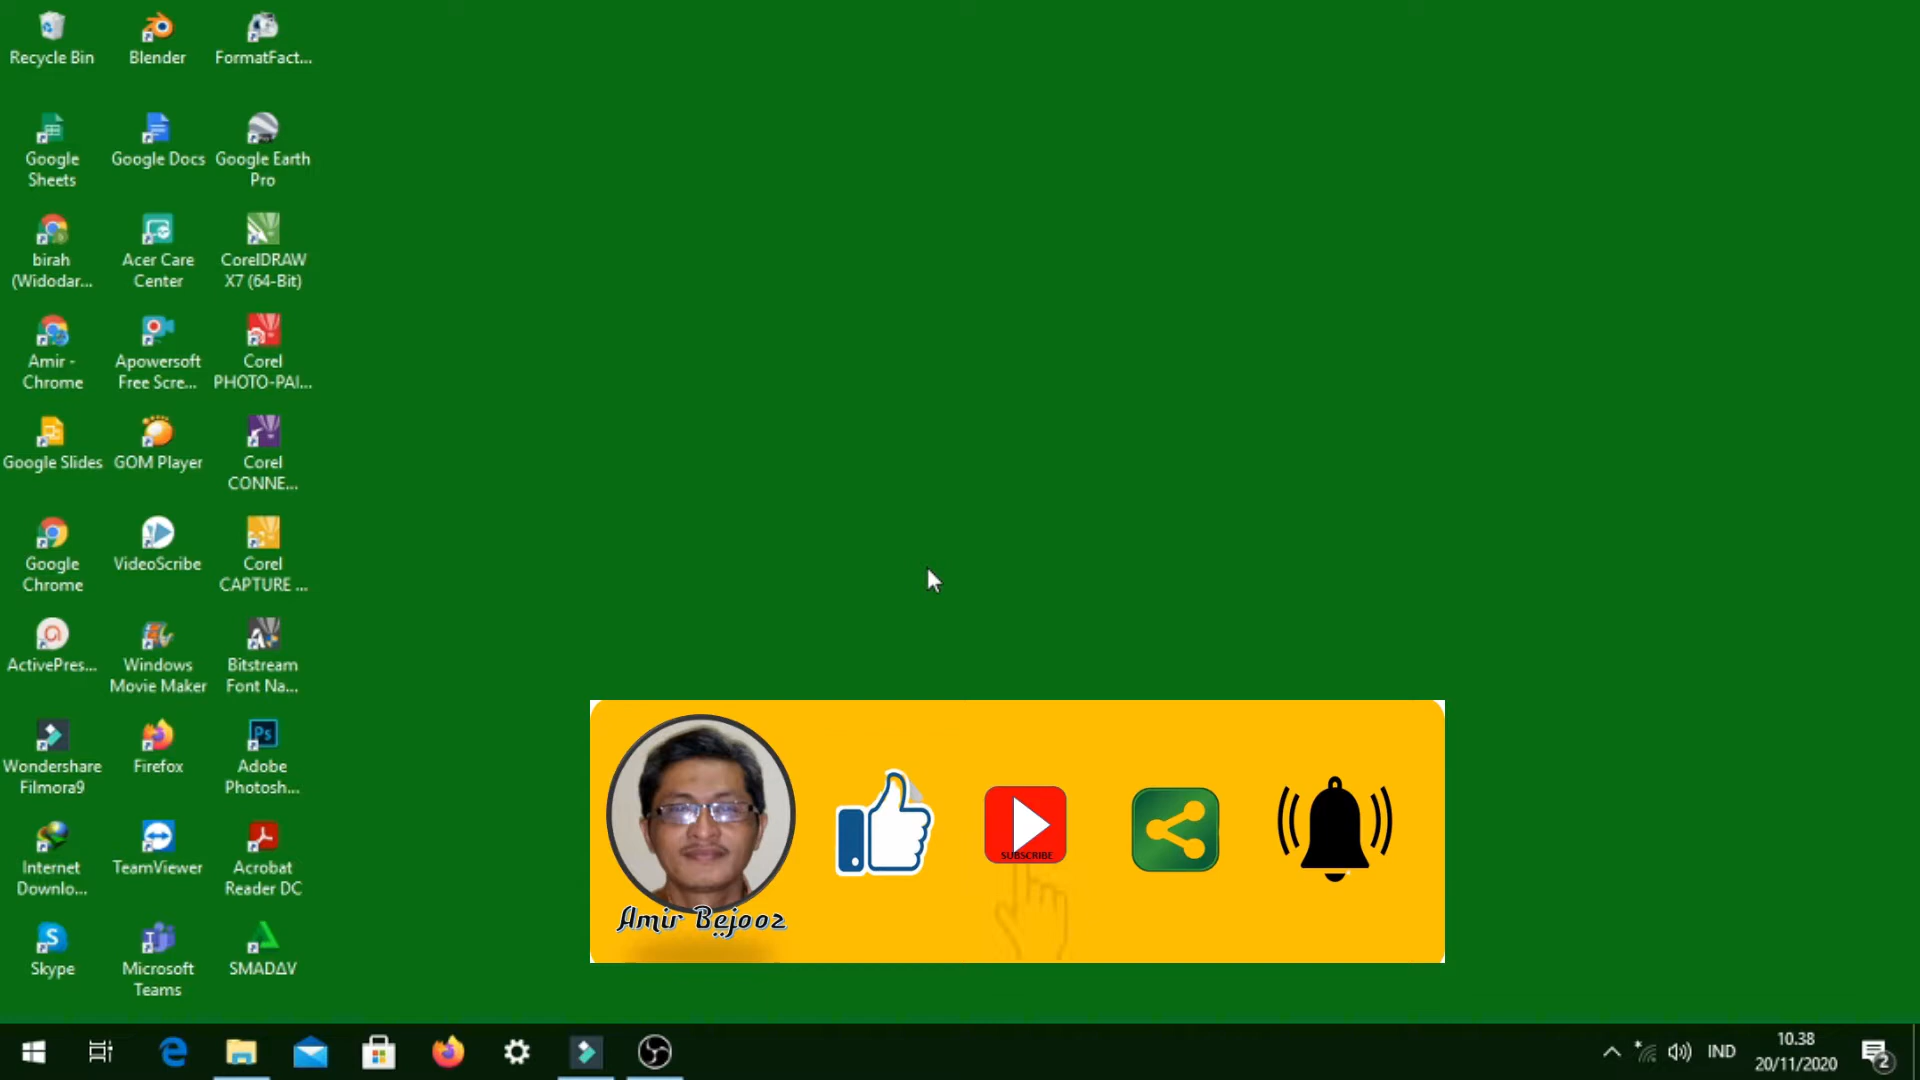 Recycle Bin
Blender
FormatFact...
Google
Sheets
Google Docs
Google Earth
Pro
birah
(Widodar...
Acer Care
Center
CorelDRAW
X7 (64-Bit)
Amir -
Chrome
Apowersoft
Free Scre...
Corel
PHOTO-PAI...
Google Slides
GOM Player
Corel
CONNE...
Google
Chrome
VideoScribe
Corel
CAPTURE ...
ActivePres...
Windows
Movie Maker
Bitstream
Font Na...
Wondershare
Filmora9
Firefox
Adobe
Photosh...
Internet
Downlo...
TeamViewer
Acrobat
Reader DC
Skype
Microsoft
Teams
SMADΔV
Ps
SUBSCRIBE
Amir Bejooz
IND
10.38
20/11/2020
2